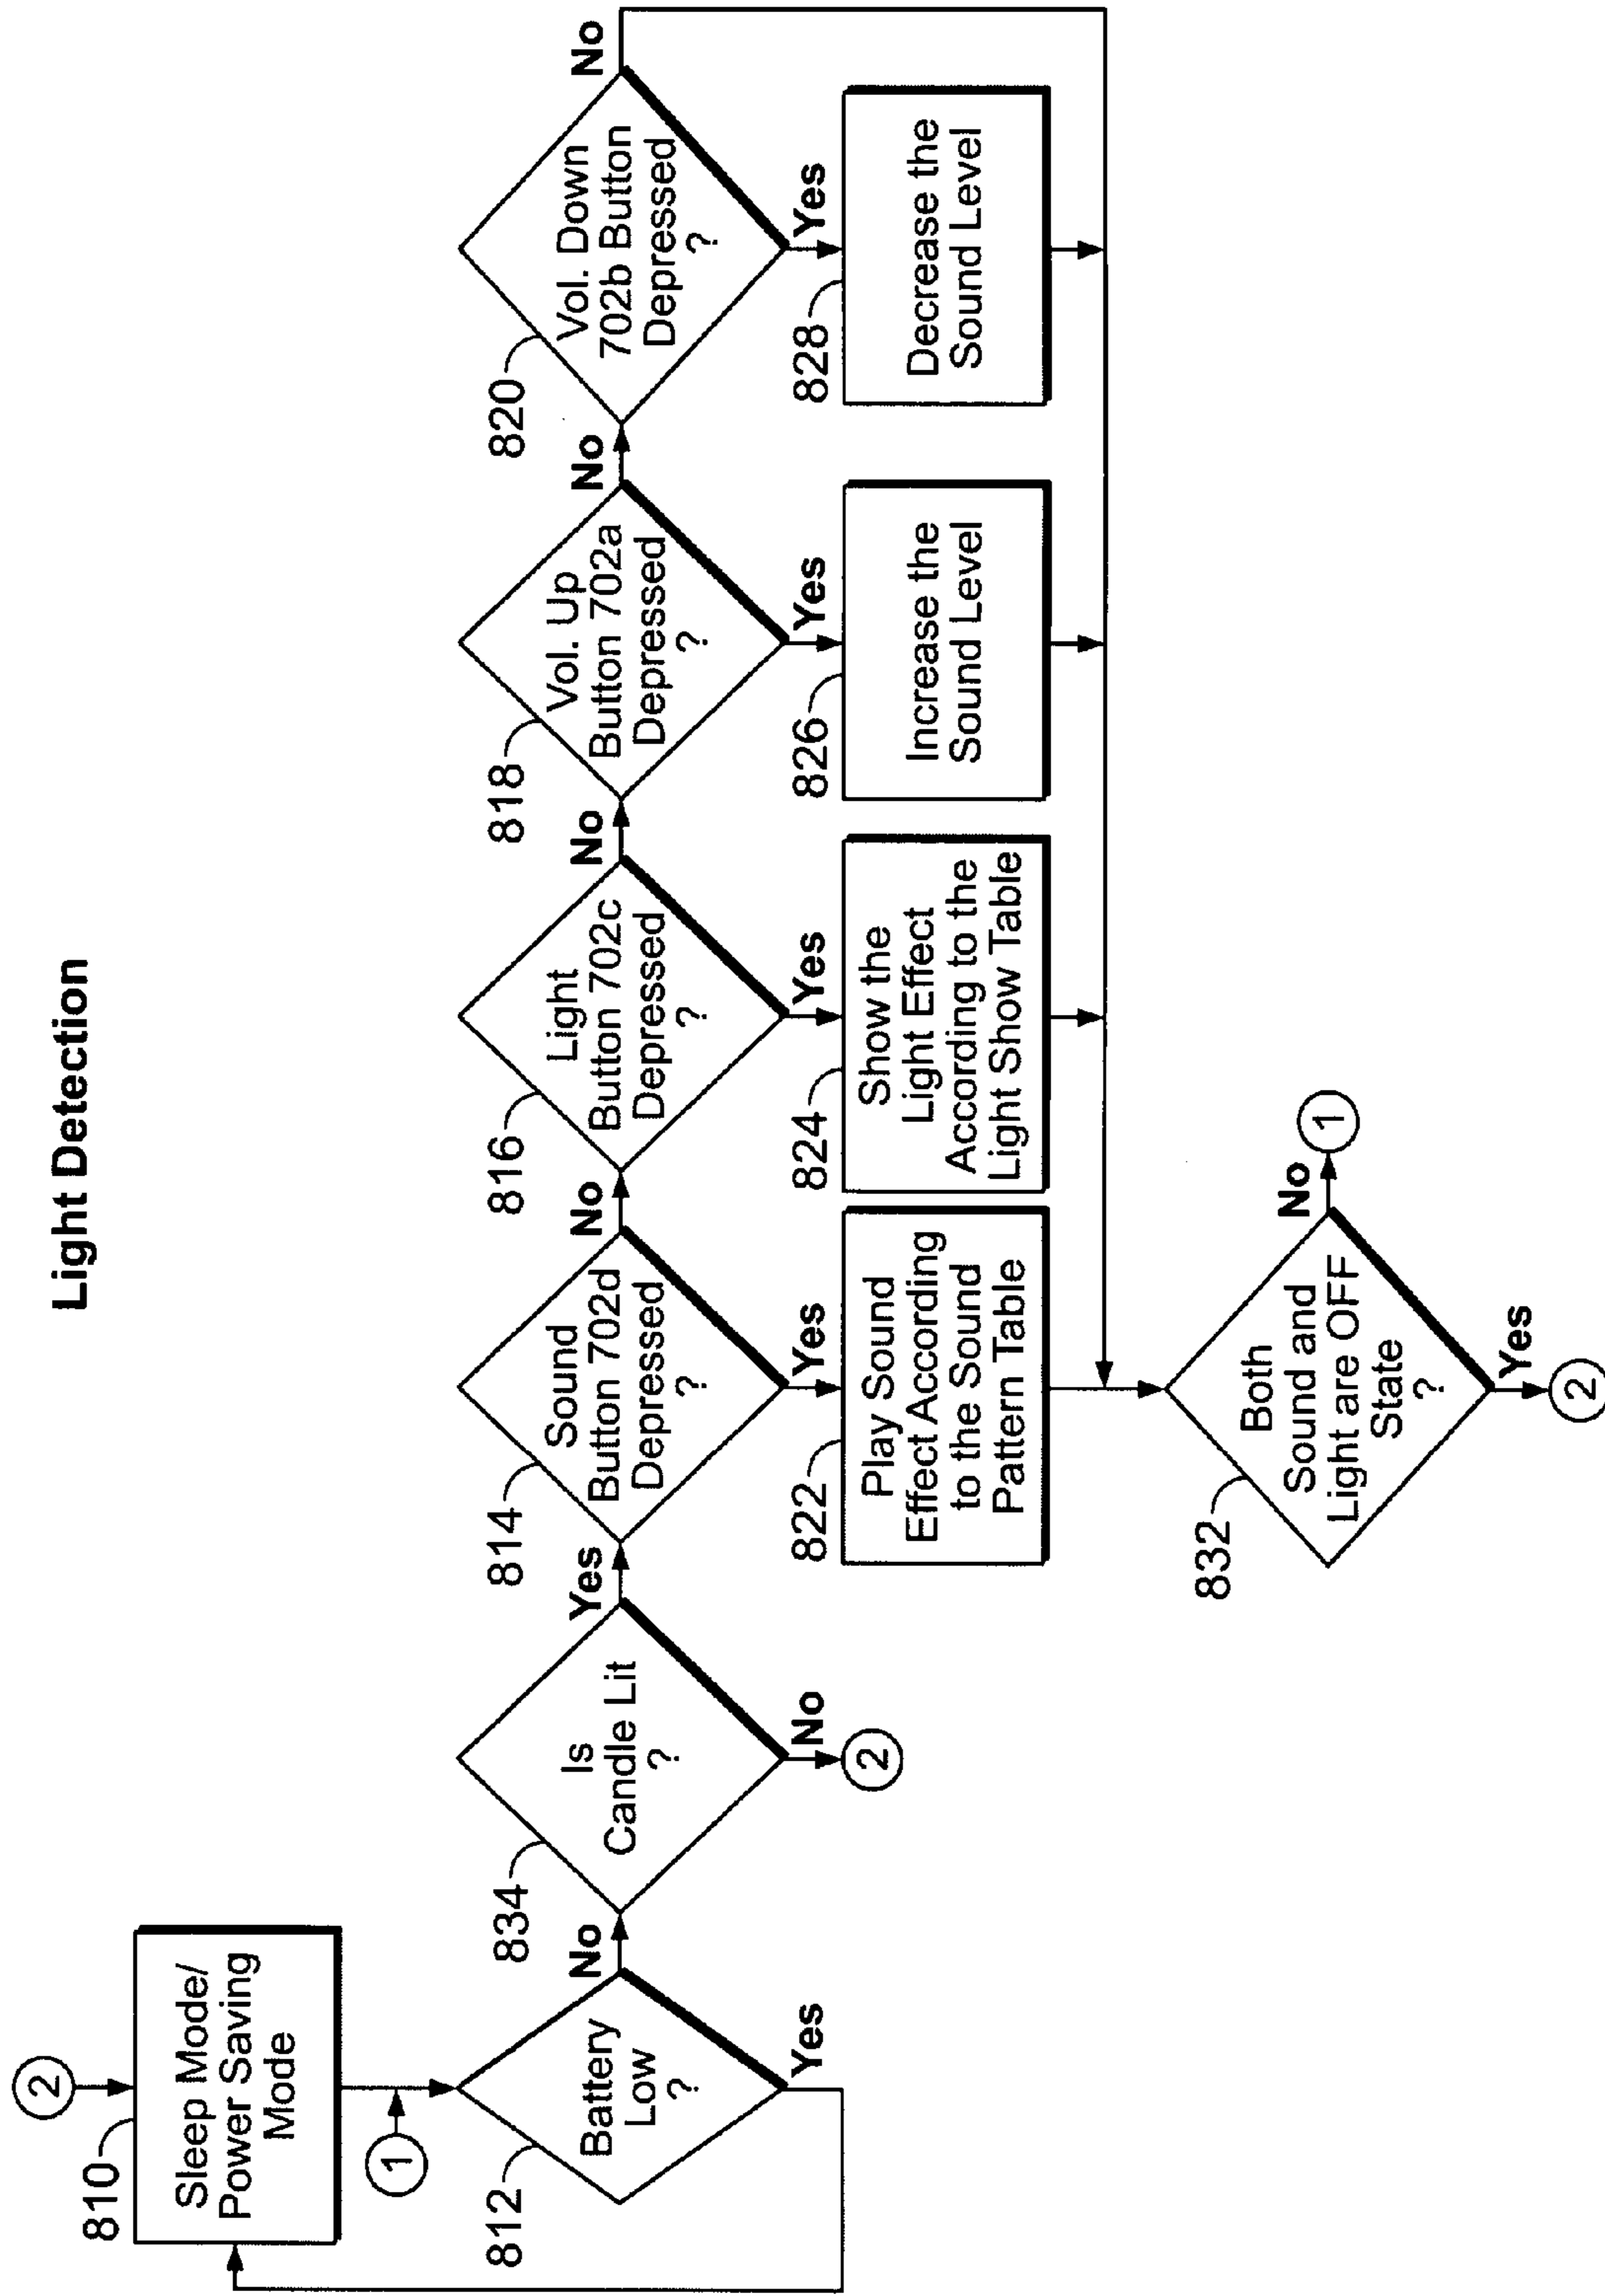 Light Detection
2
810
Sleep Mode/
Power Saving
Mode
1
812
Battery
Low
?
Yes
No
834
Is
Candle Lit
?
No
2
Yes
814
Sound
Button 702d
Depressed
?
Yes
No
816
Light
Button 702c
Depressed
?
Yes
No
818
Vol. Up
Button 702a
Depressed
?
Yes
No
820
Vol. Down
702b Button
Depressed
?
Yes
No
822
Play Sound
Effect According
to the Sound
Pattern Table
824
Show the
Light Effect
According to the
Light Show Table
826
Increase the
Sound Level
828
Decrease the
Sound Level
832
Both
Sound and
Light are OFF
State
?
No
1
Yes
2